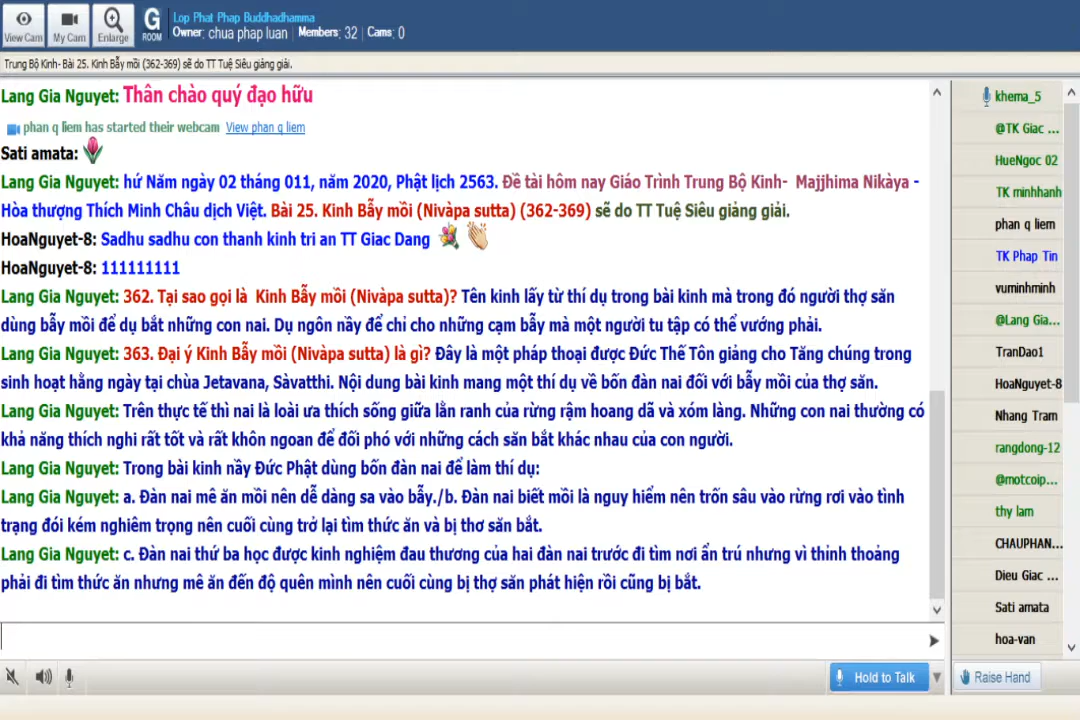 View Cam
My Cam
Enlarge
G
ROOM
Lop Phat Phap Buddhadhamma
Owner: chua phap luan | Members: 32 | Cams: 0
Trung Bộ Kinh- Bài 25. Kinh Bẫy mồi (362-369) sẽ do TT Tuệ Siêu giảng giải.
Lang Gia Nguyet: Thân chào quý đạo hữu
phan q liem has started their webcam View phan q liem
Sati amata:
Lang Gia Nguyet: hứ Năm ngày 02 tháng 011, năm 2020, Phật lịch 2563. Đề tài hôm nay Giáo Trình Trung Bộ Kinh- Majjhima Nikàya -
Hòa thượng Thích Minh Châu dịch Việt. Bài 25. Kinh Bẫy mồi (Nivàpa sutta) (362-369) sẽ do TT Tuệ Siêu giảng giải.
HoaNguyet-8: Sadhu sadhu con thanh kinh tri an TT Giac Dang
HoaNguyet-8: 111111111
Lang Gia Nguyet: 362. Tại sao gọi là Kinh Bẫy mồi (Nivàpa sutta)? Tên kinh lấy từ thí dụ trong bài kinh mà trong đó người thợ săn
dùng bẫy mồi để dụ bắt những con nai. Dụ ngôn nầy để chỉ cho những cạm bẫy mà một người tu tập có thể vướng phải.
Lang Gia Nguyet: 363. Đại ý Kinh Bẫy mồi (Nivàpa sutta) là gì? Đây là một pháp thoại được Đức Thế Tôn giảng cho Tăng chúng trong
sinh hoạt hằng ngày tại chùa Jetavana, Sàvatthi. Nội dung bài kinh mang một thí dụ về bốn đàn nai đối với bẫy mồi của thợ săn.
Lang Gia Nguyet: Trên thực tế thì nai là loài ưa thích sống giữa lằn ranh của rừng rậm hoang dã và xóm làng. Những con nai thường có
khả năng thích nghi rất tốt và rất khôn ngoan để đối phó với những cách săn bắt khác nhau của con người.
Lang Gia Nguyet: Trong bài kinh nầy Đức Phật dùng bốn đàn nai để làm thí dụ:
Lang Gia Nguyet: a. Đàn nai mê ăn mồi nên dễ dàng sa vào bẫy./b. Đàn nai biết mồi là nguy hiểm nên trốn sâu vào rừng rơi vào tình
trạng đói kém nghiêm trọng nên cuối cùng trở lại tìm thức ăn và bị thơ săn bắt.
Lang Gia Nguyet: c. Đàn nai thứ ba học được kinh nghiệm đau thương của hai đàn nai trước đi tìm nơi ẩn trú nhưng vì thỉnh thoảng
phải đi tìm thức ăn nhưng mê ăn đến độ quên mình nên cuối cùng bị thợ săn phát hiện rồi cũng bị bắt.
khema_5
@TK Giac ...
HueNgoc 02
TK minhhanh
phan q liem
TK Phap Tin
vuminhminh
@Lang Gia...
TranDao1
HoaNguyet-8
Nhang Tram
rangdong-12
@motcoip...
thy lam
CHAUPHAN...
Dieu Giac ...
Sati amata
hoa-van
Hold to Talk
Raise Hand